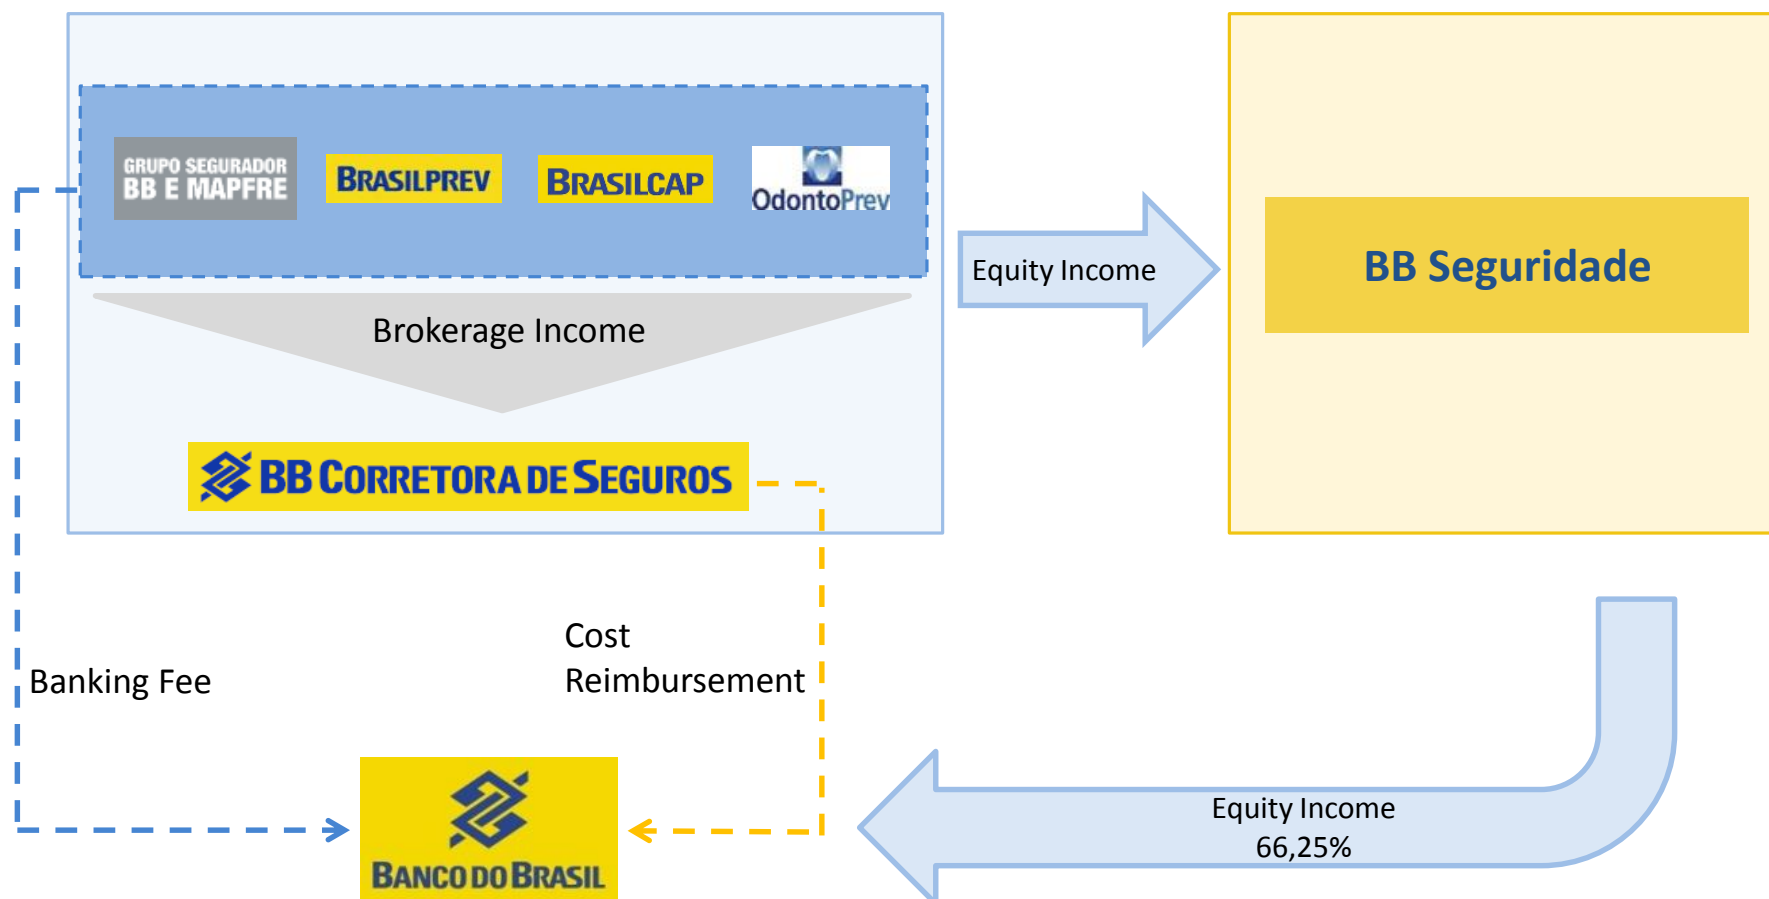 GRUPO SEGURADOR
BB E MAPFRE
BRASILPREV
BRASILCAP
OdontoPrev
Equity Income
BB Seguridade
Brokerage Income
BB CORRETORA DE SEGUROS
Cost
Reimbursement
Banking Fee
Equity Income
66,25%
BANCO DO BRASIL